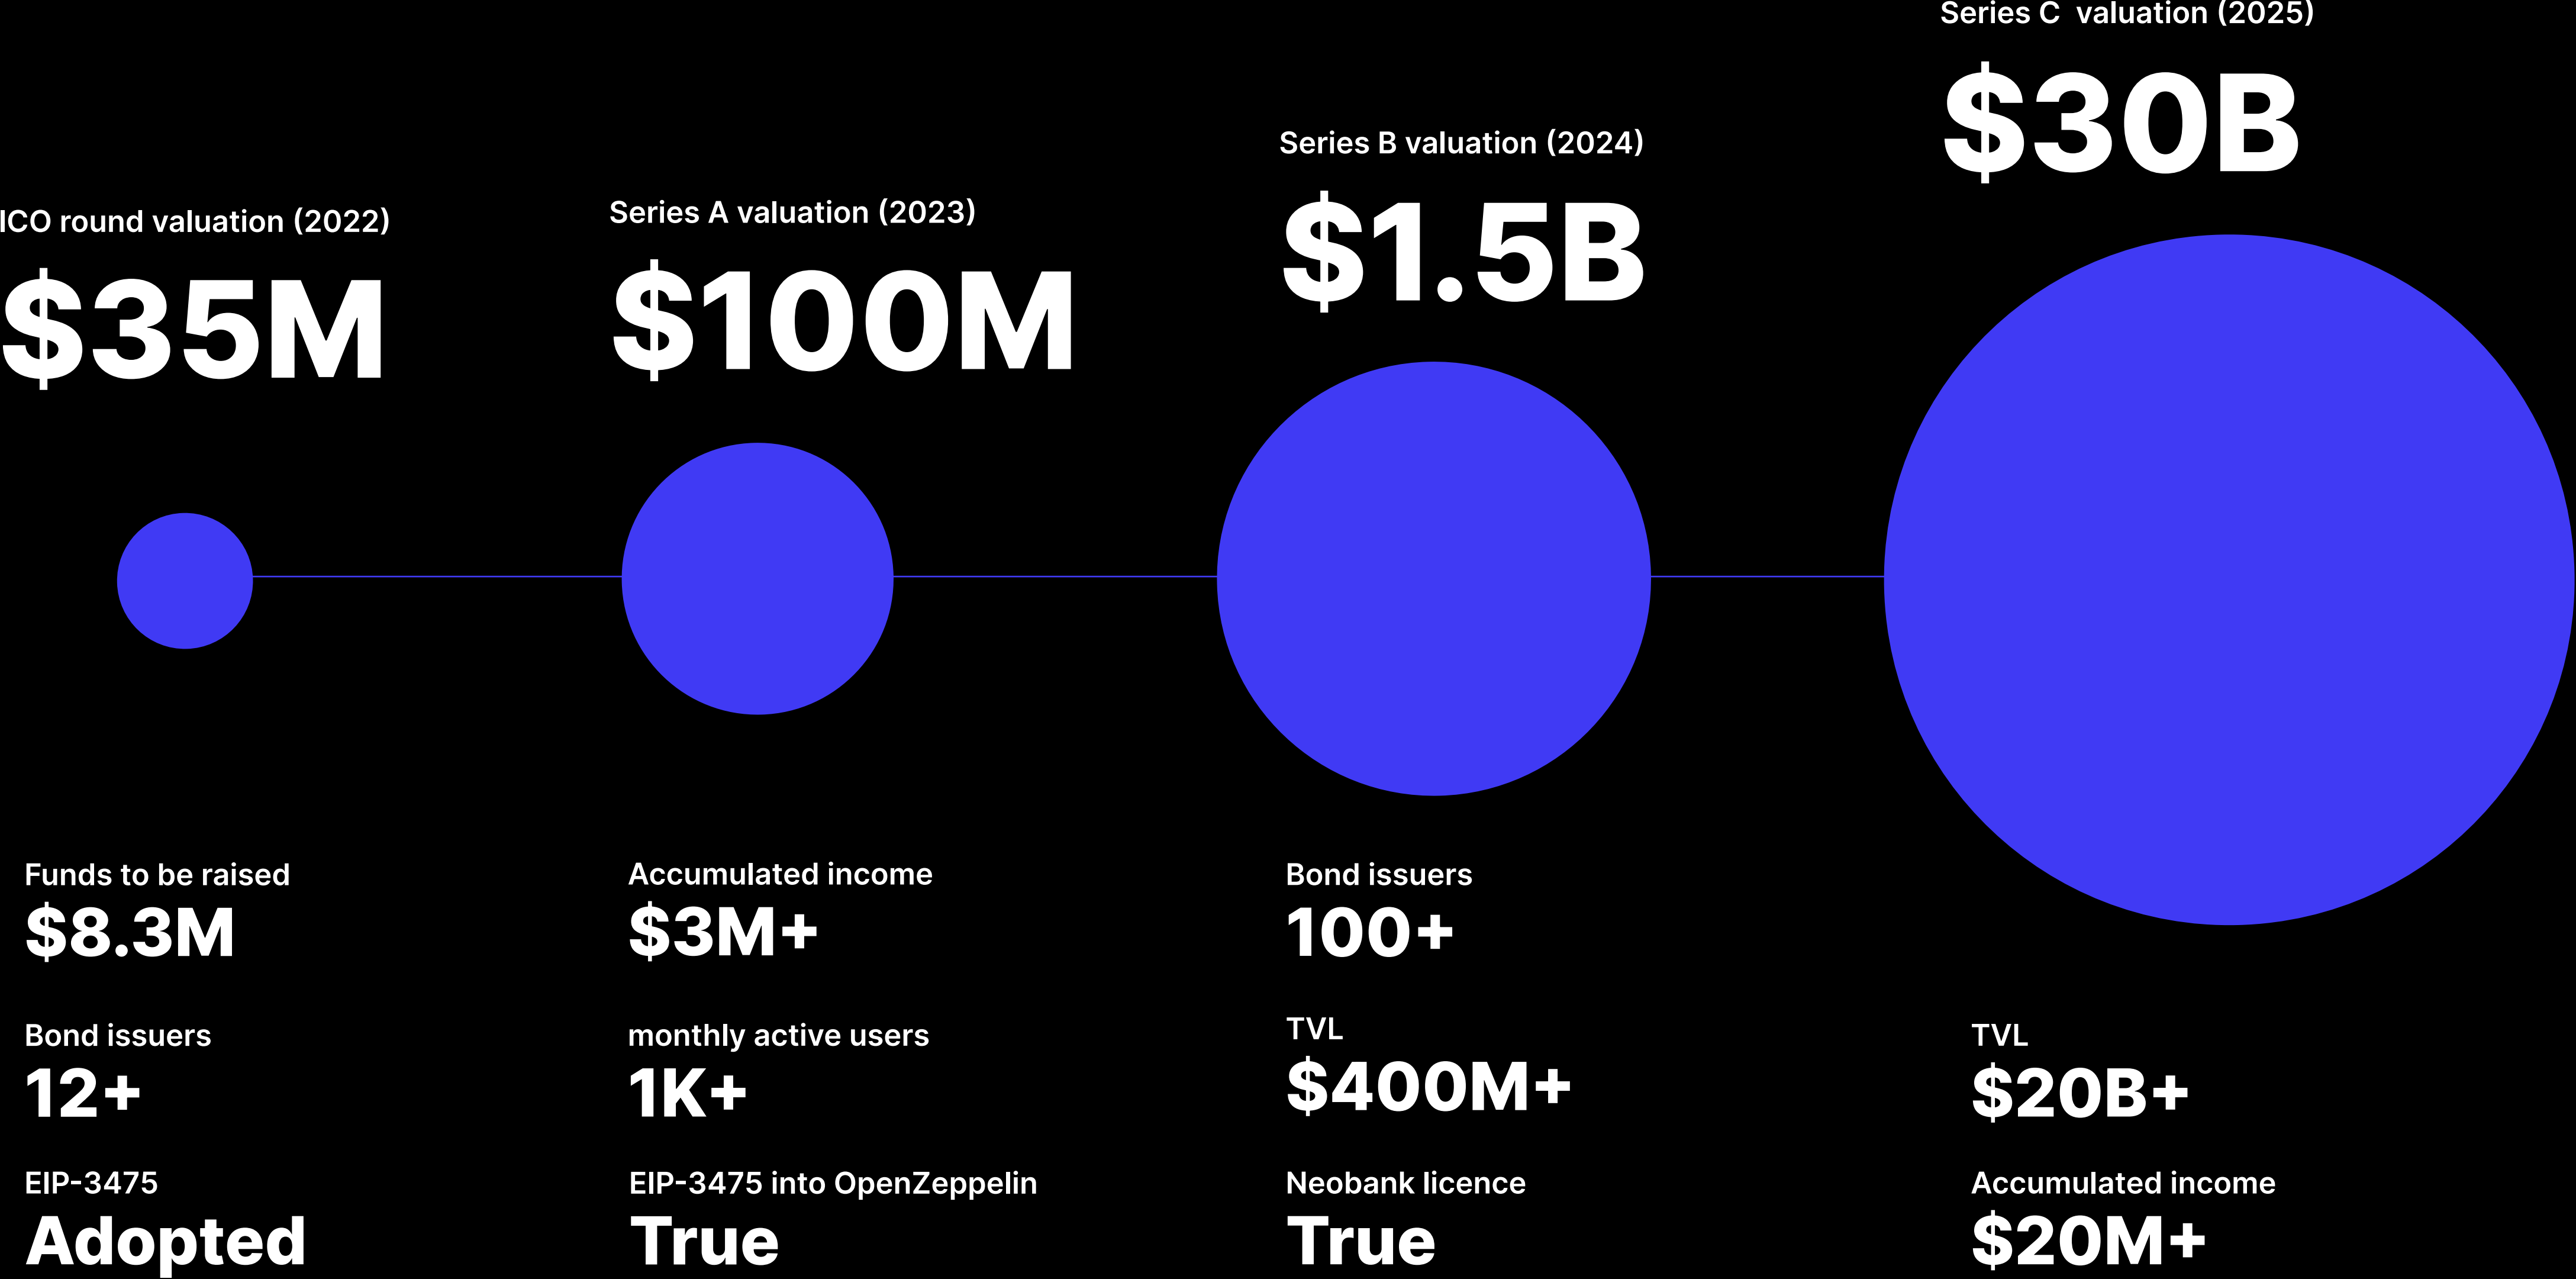 ICO round valuation (2022)
$35M
Funds to be raised
$8.3M
Bond issuers
12+
EIP-3475
Adopted
Series A valuation (2023)
$100M
Accumulated income
$3M+
monthly active users
1K+
EIP-3475 into OpenZeppelin
True
Series B valuation (2024)
$1.5B
Bond issuers
100+
TVL
$400M+
Neobank licence
True
Series C valuation (2025)
$30B
TVL
$20B+
Accumulated income
$20M+